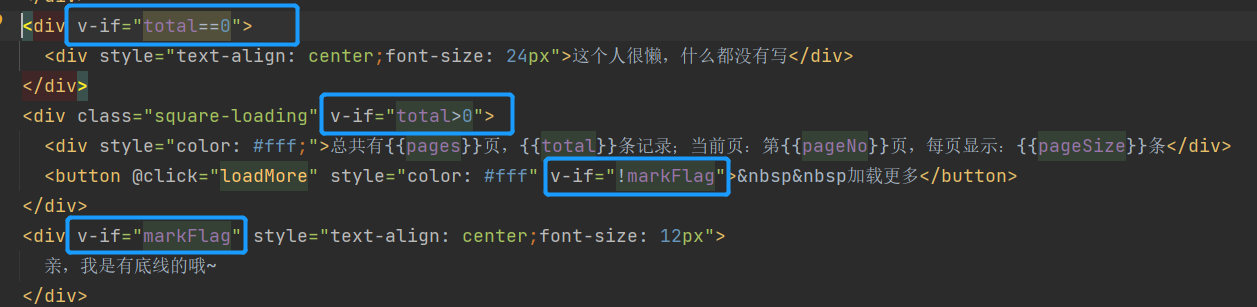 </div>
<div v-if="total==0">
<div style="text-align: center;font-size: 24px">这个人很懒，什么都没有写</div>
</div>
<div class="square-loading" v-if="total>0">
<div style="color: #fff;">总共有{{pages}}页，{{total}}条记录；当前页：第{{pageNo}}页，每页显示：{{pageSize}}条</div>
<button @click="loadMore" style="color: #fff" v-if="!markFlag">&nbsp&nbsp加载更多</button>
</div>
<div v-if="markFlag" style="text-align: center;font-size: 12px">
亲，我是有底线的哦~
</div>